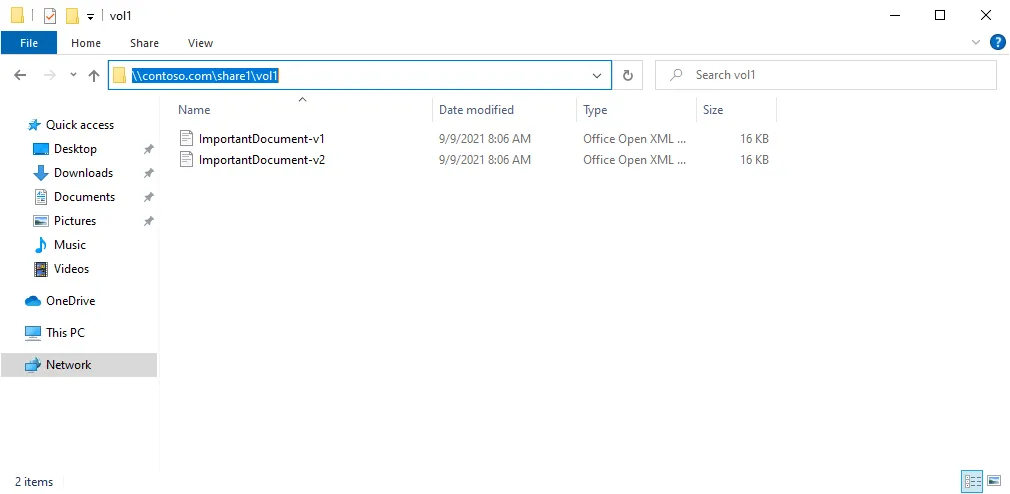 vol1
File Home Share View
\\contoso.com\share1\vol1
Search vol1
Name Date modified Type Size
Quick access
Desktop
Downloads
Documents
Pictures
Music
Videos
OneDrive
This PC
Network
ImportantDocument-v1 9/9/2021 8:06 AM Office Open XML ... 16 KB
ImportantDocument-v2 9/9/2021 8:06 AM Office Open XML ... 16 KB
2 items